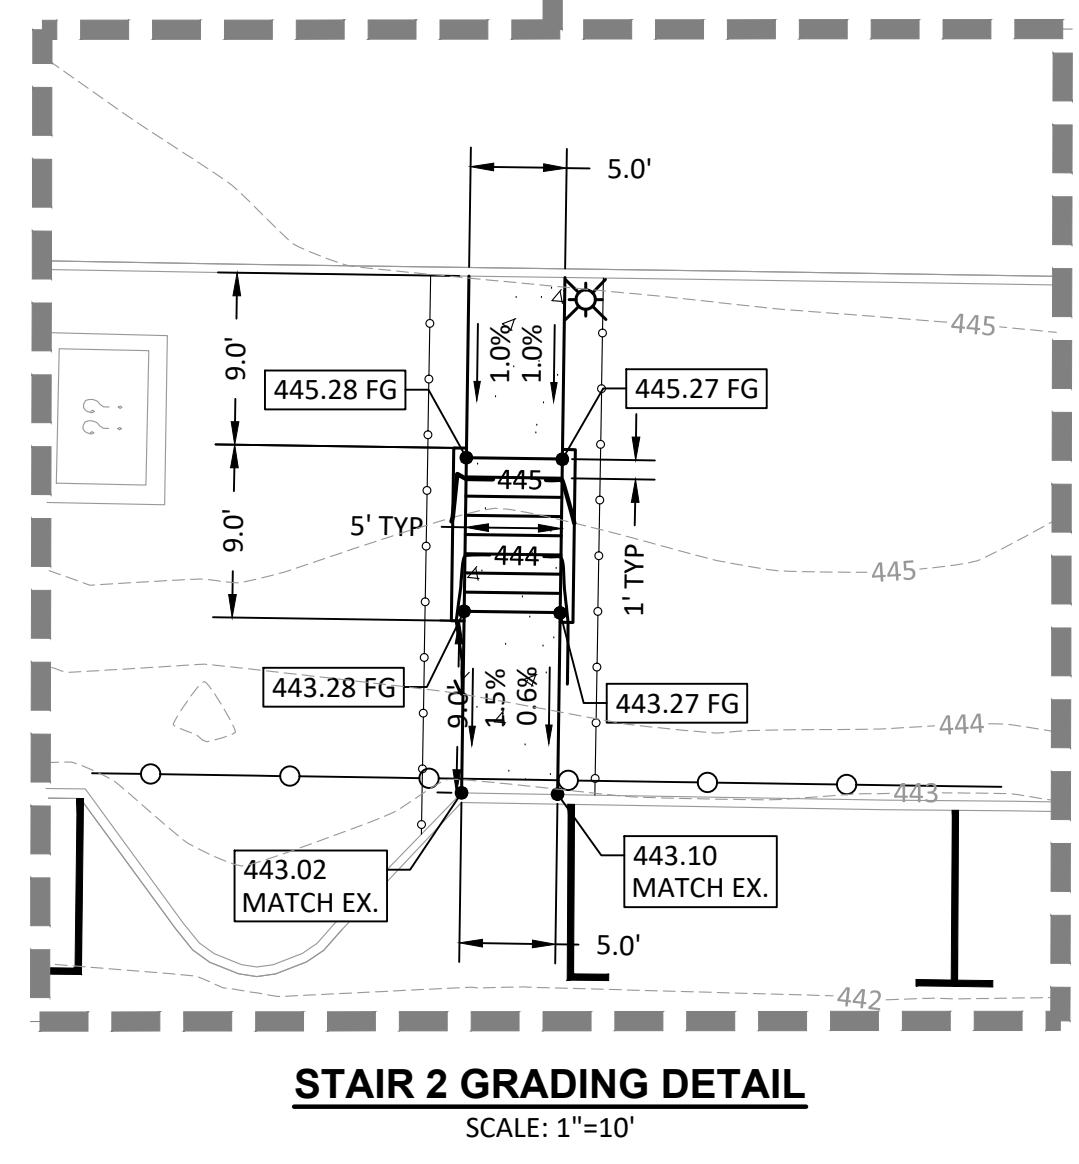 5.0'
445
9.0'
1.0%
1.0%
445.28 FG
445.27 FG
445
9.0'
5' TYP
444
1' TYP
445
443.28 FG
9.0'
1.5%
0.6%
443.27 FG
444
443
443.02
MATCH EX.
443.10
MATCH EX.
5.0'
442
??
STAIR 2 GRADING DETAIL
SCALE: 1"=10'